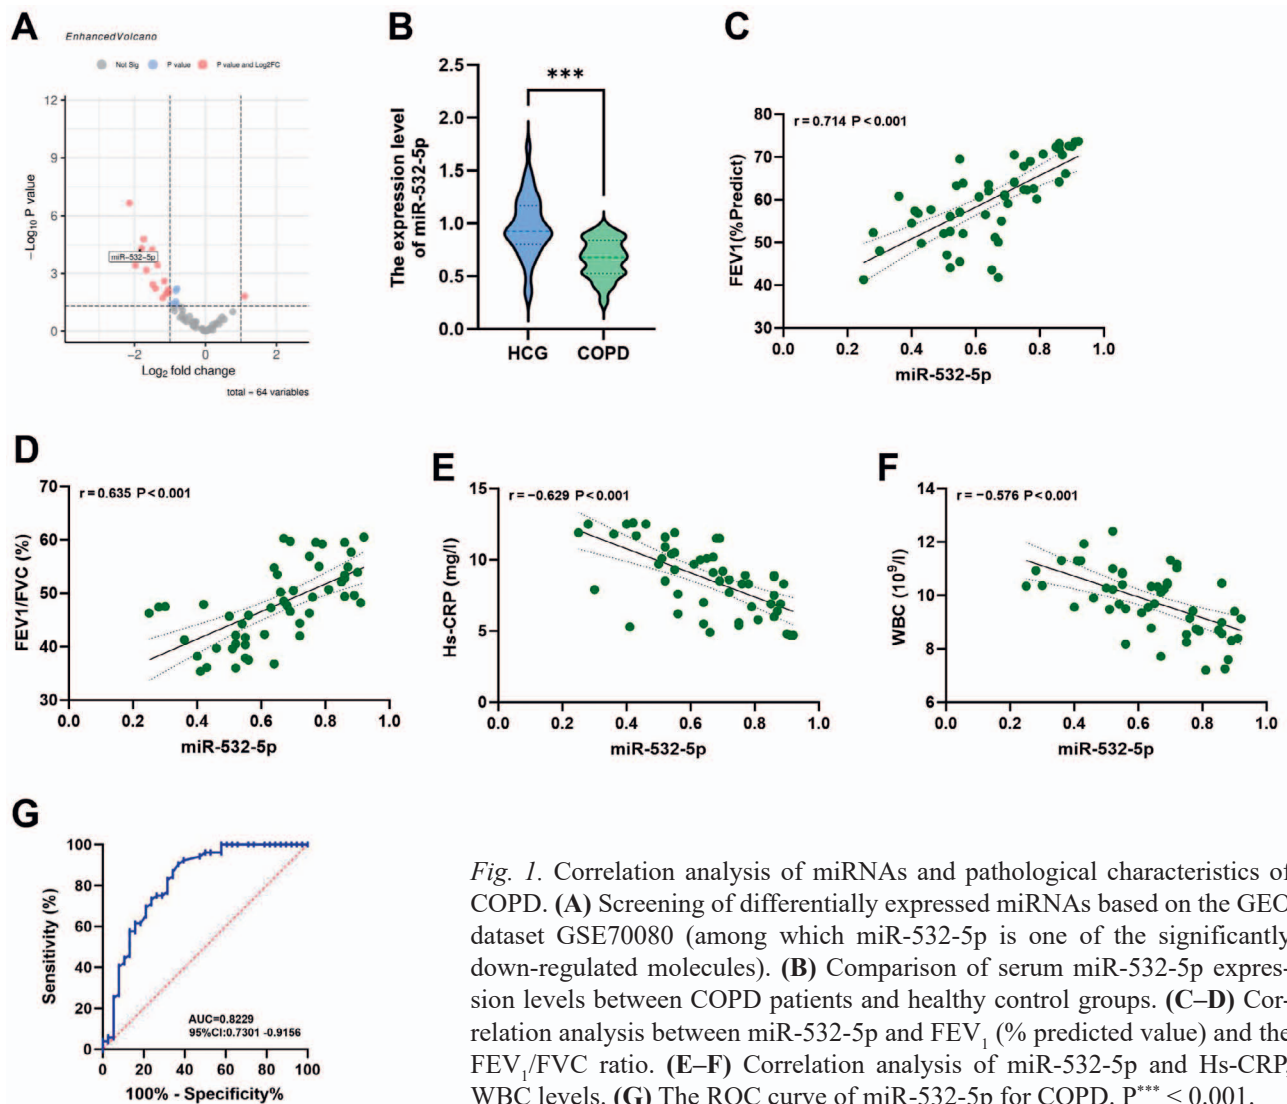 A
EnhancedVolcano
Not Sig P value P value and Log2FC
12
9
6
3
0
−Log10 P value
miR−532−5p
−2 0 2
Log2 fold change
total − 64 variables
B
***
2.5
2.0
1.5
1.0
0.5
0.0
The expression level
of miR-532-5p
HCG COPD
C
r = 0.714 P < 0.001
80
70
60
50
40
30
FEV1(%Predict)
0.0 0.2 0.4 0.6 0.8 1.0
miR-532-5p
D
r = 0.635 P < 0.001
70
60
50
40
30
FEV1/FVC (%)
0.0 0.2 0.4 0.6 0.8 1.0
miR-532-5p
E
r = −0.629 P < 0.001
15
10
5
0
Hs-CRP (mg/l)
0.0 0.2 0.4 0.6 0.8 1.0
miR-532-5p
F
r = −0.576 P < 0.001
14
12
10
8
6
WBC (10^9/l)
0.0 0.2 0.4 0.6 0.8 1.0
miR-532-5p
G
100
80
60
40
20
0
Sensitivity (%)
AUC=0.8229
95%CI:0.7301 -0.9156
0 20 40 60 80 100
100% - Specificity%
Fig. 1. Correlation analysis of miRNAs and pathological characteristics of
COPD. (A) Screening of differentially expressed miRNAs based on the GEO
dataset GSE70080 (among which miR-532-5p is one of the significantly
down-regulated molecules). (B) Comparison of serum miR-532-5p expres-
sion levels between COPD patients and healthy control groups. (C–D) Cor-
relation analysis between miR-532-5p and FEV1 (% predicted value) and the
FEV1/FVC ratio. (E–F) Correlation analysis of miR-532-5p and Hs-CRP,
WBC levels. (G) The ROC curve of miR-532-5p for COPD. P*** < 0.001.